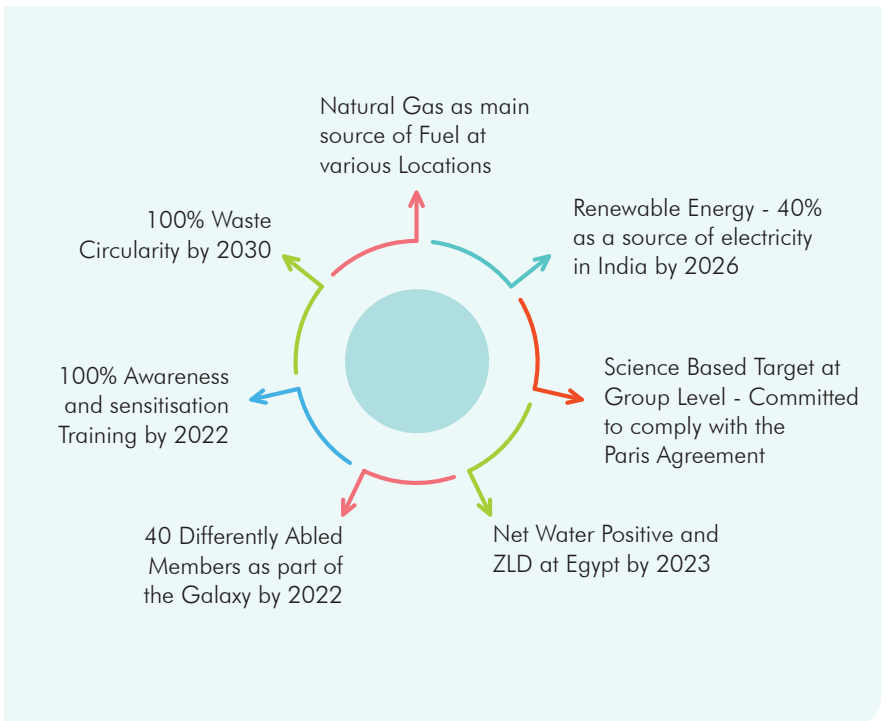 Natural Gas as main
source of Fuel at
various Locations
Renewable Energy - 40%
as a source of electricity
in India by 2026
Science Based Target at
Group Level - Committed
to comply with the
Paris Agreement
Net Water Positive and
ZLD at Egypt by 2023
40 Differently Abled
Members as part of
the Galaxy by 2022
100% Awareness
and sensitisation
Training by 2022
100% Waste
Circularity by 2030